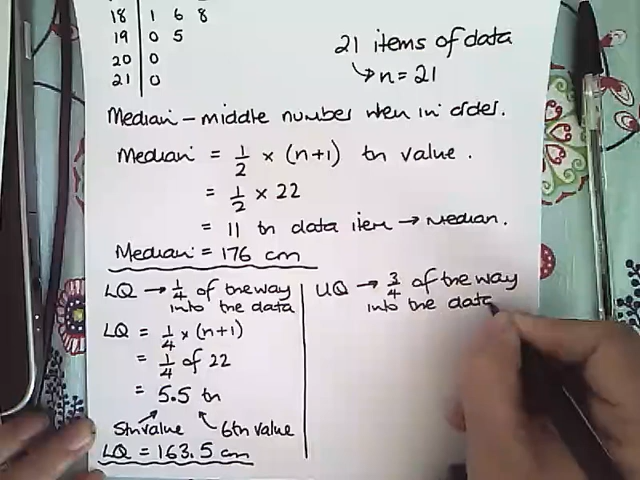 18 | 1 6 8
19 | 0 5
20 | 0
21 | 0
21 items of data
→ n = 21
Median - middle number when in order.
Median = 1/2 × (n+1) th value.
= 1/2 × 22
= 11 th data item → Median.
Median = 176 cm
LQ → 1/4 of the way
into the data
LQ = 1/4 × (n+1)
= 1/4 of 22
= 5.5 th
5th value 6th value
LQ = 163.5 cm
UQ → 3/4 of the way
into the data